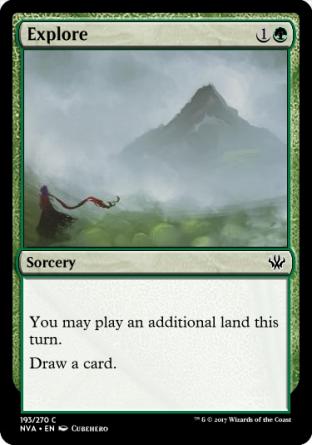 Explore 1
Sorcery
You may play an additional land this
turn.
Draw a card.
193/270 C
NVA • EN Cubehero
™ & © 2017 Wizards of the Coast